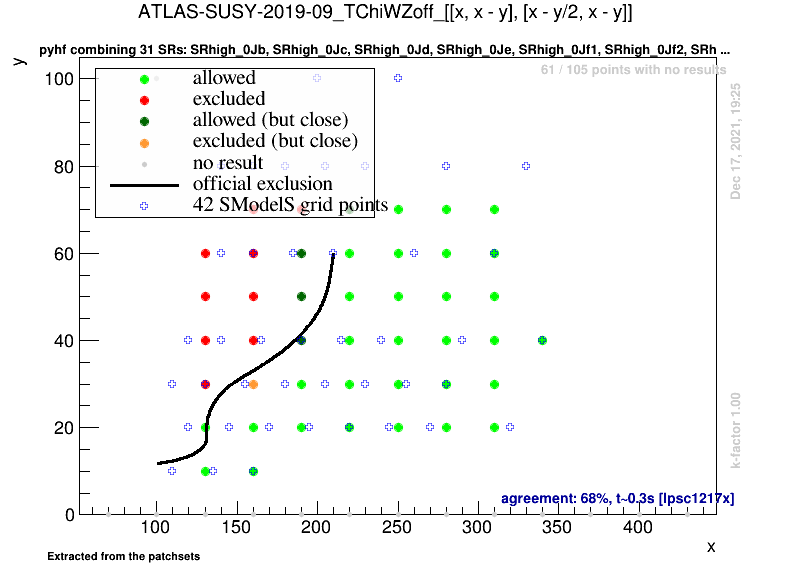 ATLAS-SUSY-2019-09_TChiWZoff_[[x, x - y], [x - y/2, x - y]]
pyhf combining 31 SRs: SRhigh_0Jb, SRhigh_0Jc, SRhigh_0Jd, SRhigh_0Je, SRhigh_0Jf1, SRhigh_0Jf2, SRh ...
y
61 / 105 points with no results
allowed
excluded
allowed (but close)
excluded (but close)
no result
official exclusion
42 SModelS grid points
100
80
60
40
20
0
Dec 17, 2021, 19:25
k-factor 1.00
agreement: 68%, t~0.3s [lpsc1217x]
100 150 200 250 300 350 400
x
Extracted from the patchsets